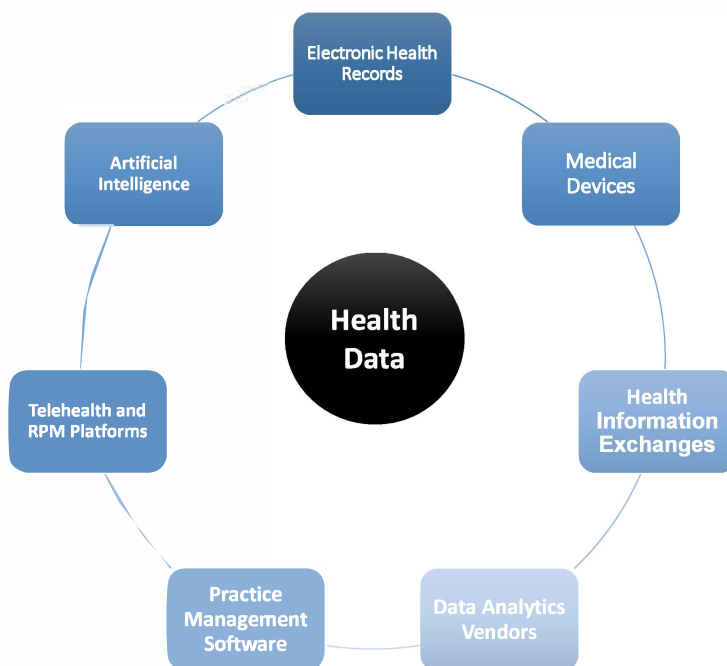 Electronic Health
Records
Medical
Devices
Health
Information
Exchanges
Data Analytics
Vendors
Practice
Management
Software
Telehealth and
RPM Platforms
Artificial
Intelligence
Health
Data